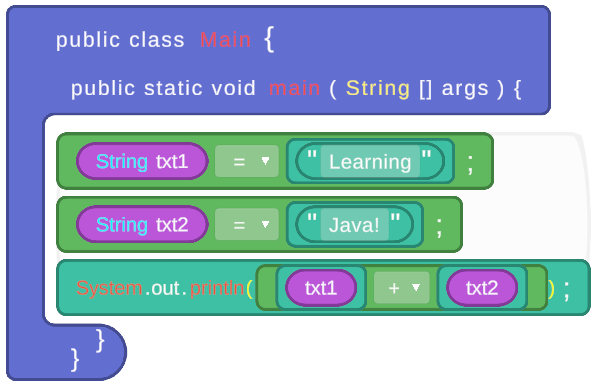 public class Main {
public static void main ( String [] args ) {
String txt1 = ▼ " Learning " ;
String txt2 = ▼ " Java! " ;
System.out.println( txt1 + ▼ txt2 ) ;
}
}